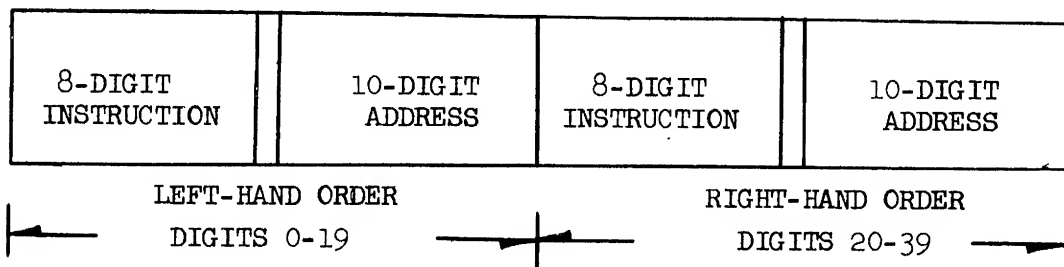 8-DIGIT INSTRUCTION
10-DIGIT ADDRESS
8-DIGIT INSTRUCTION
10-DIGIT ADDRESS
LEFT-HAND ORDER
DIGITS 0-19
RIGHT-HAND ORDER
DIGITS 20-39